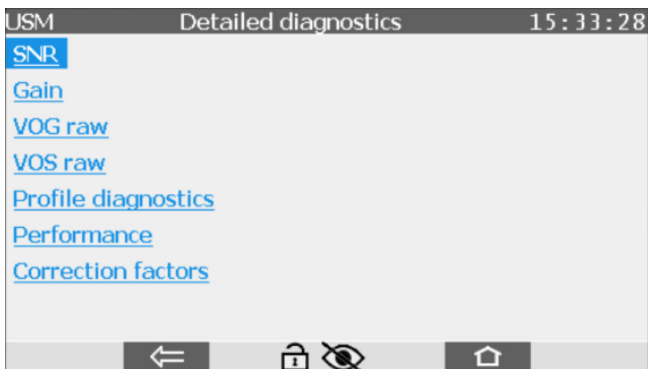 USM Detailed diagnostics 15:33:28
SNR
Gain
VOG raw
VOS raw
Profile diagnostics
Performance
Correction factors